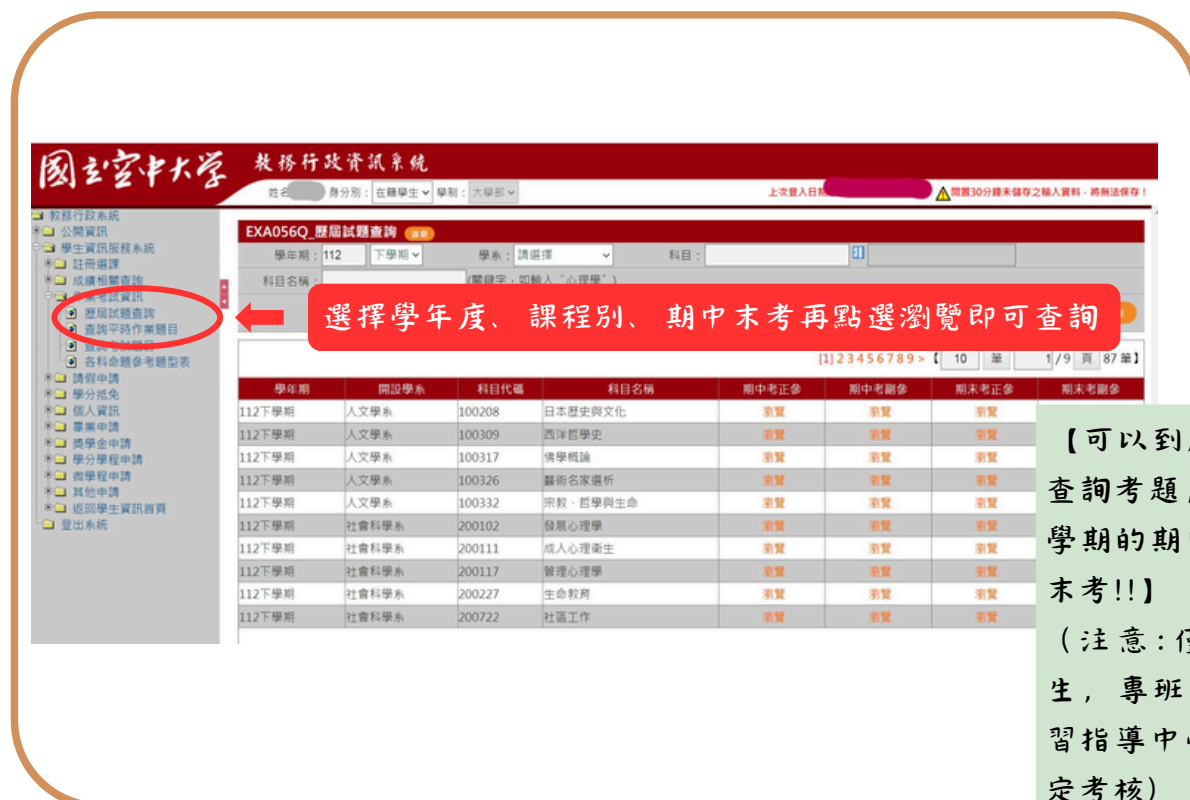 國立空中大学 教務行政資訊系統
姓名 身分別：在籍學生 學制：大學部 上次登入日期 閒置30分鐘未儲存之輸入資料，將無法保存！
教務行政系統
公開資訊
學生資訊服務系統
註冊選課
成績相關查詢
作業考試資訊
歷屆試題查詢
查詢平時作業題目
查詢考試題目
各科命題參考題型表
請假申請
學分抵免
個人資訊
畢業申請
獎學金申請
學分學程申請
微學程申請
其他申請
返回學生資訊首頁
登出系統
EXA056Q_歷屆試題查詢 說明
學年期：112 下學期 學系：請選擇 科目：
科目名稱： (關鍵字，如輸入〝心理學〞)
選擇學年度、課程別、期中末考再點選瀏覽即可查詢
[1] 2 3 4 5 6 7 8 9 > 【 10 筆 1 / 9 頁 87 筆】
學年期 開設學系 科目代碼 科目名稱 期中考正參 期中考副參 期末考正參 期末考副參
112下學期 人文學系 100208 日本歷史與文化 瀏覽 瀏覽 瀏覽 瀏覽
112下學期 人文學系 100309 西洋哲學史 瀏覽 瀏覽 瀏覽
112下學期 人文學系 100317 佛學概論 瀏覽 瀏覽 瀏覽
112下學期 人文學系 100326 藝術名家選析 瀏覽 瀏覽 瀏覽
112下學期 人文學系 100332 宗教、哲學與生命 瀏覽 瀏覽 瀏覽
112下學期 社會科學系 200102 發展心理學 瀏覽 瀏覽 瀏覽
112下學期 社會科學系 200111 成人心理衛生 瀏覽 瀏覽 瀏覽
112下學期 社會科學系 200117 管理心理學 瀏覽 瀏覽 瀏覽
112下學期 社會科學系 200227 生命教育 瀏覽 瀏覽 瀏覽
112下學期 社會科學系 200722 社區工作 瀏覽 瀏覽 瀏覽
【可以到
查詢考題
學期的期
末考!!】
（注意：僅
生，專班
習指導中心
定考核）